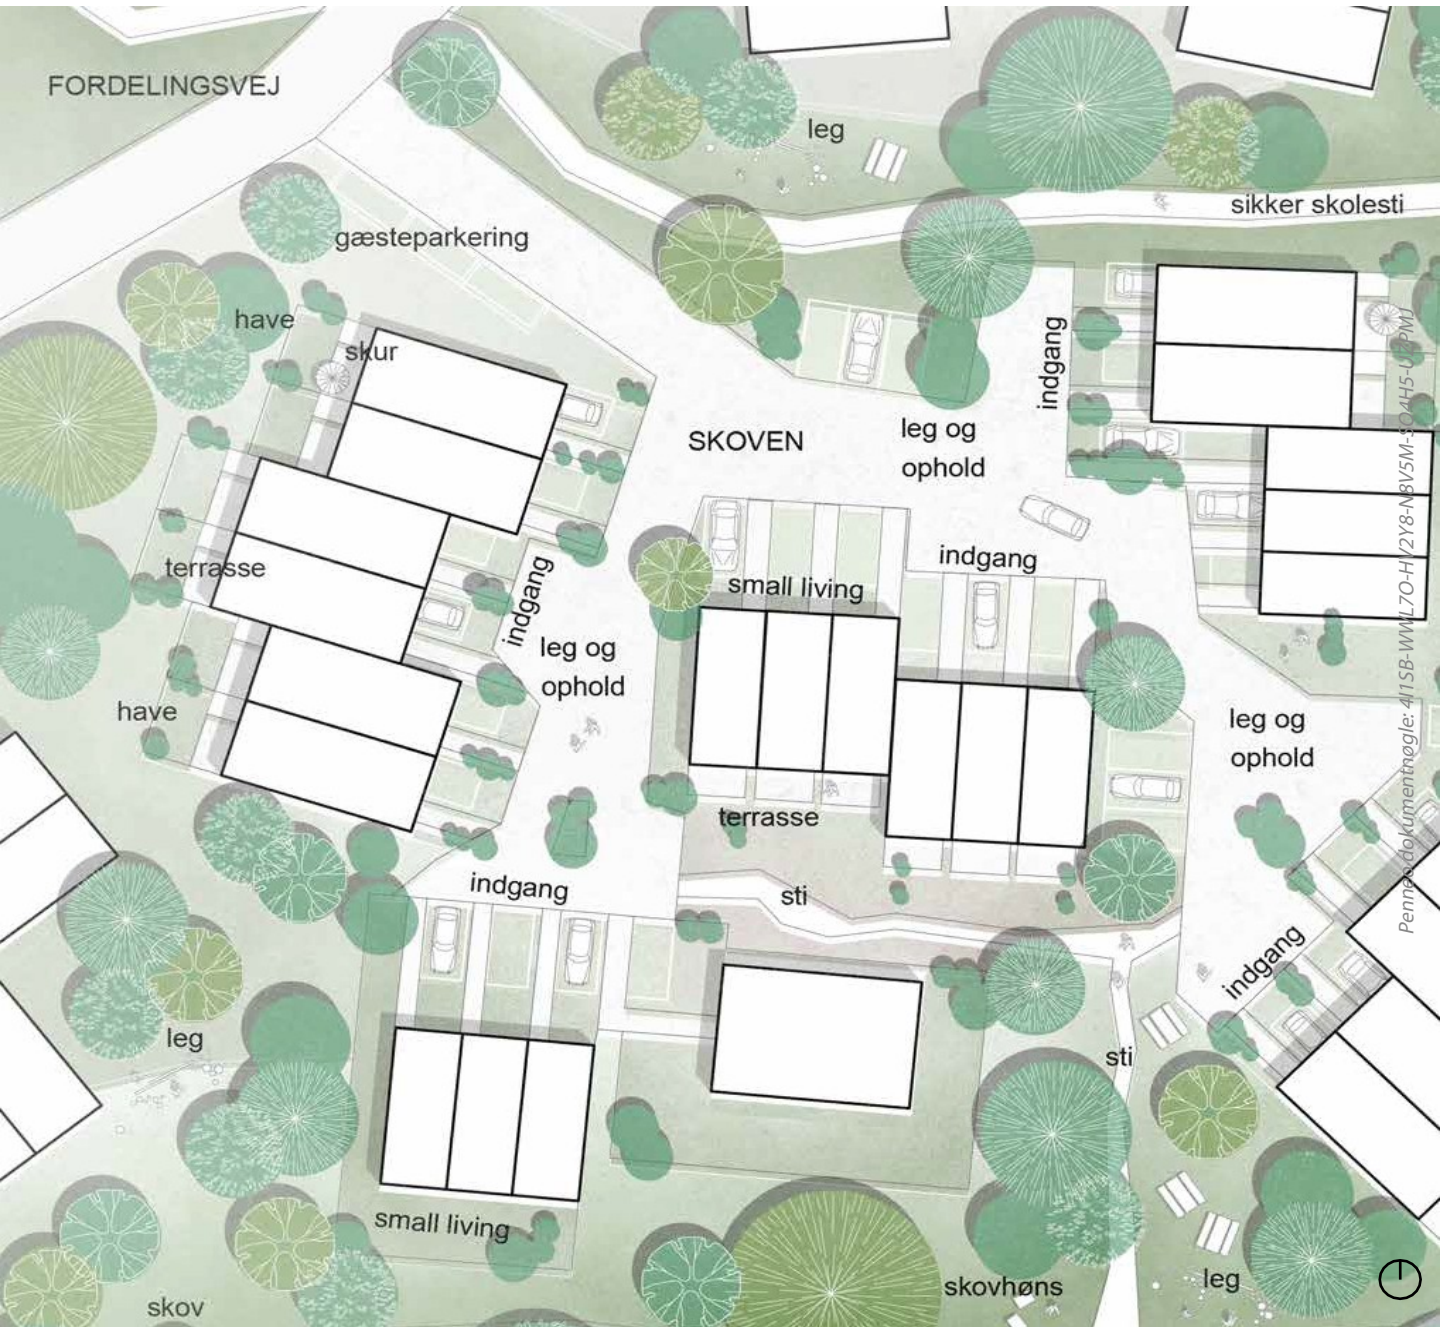 FORDELINGSVEJ
leg
sikker skolesti
gæsteparkering
have
skur
indgang
SKOVEN
leg og
ophold
terrasse
indgang
leg og
ophold
small living
indgang
have
leg og
ophold
terrasse
indgang
sti
indgang
leg
sti
small living
skov
skovhøns
leg